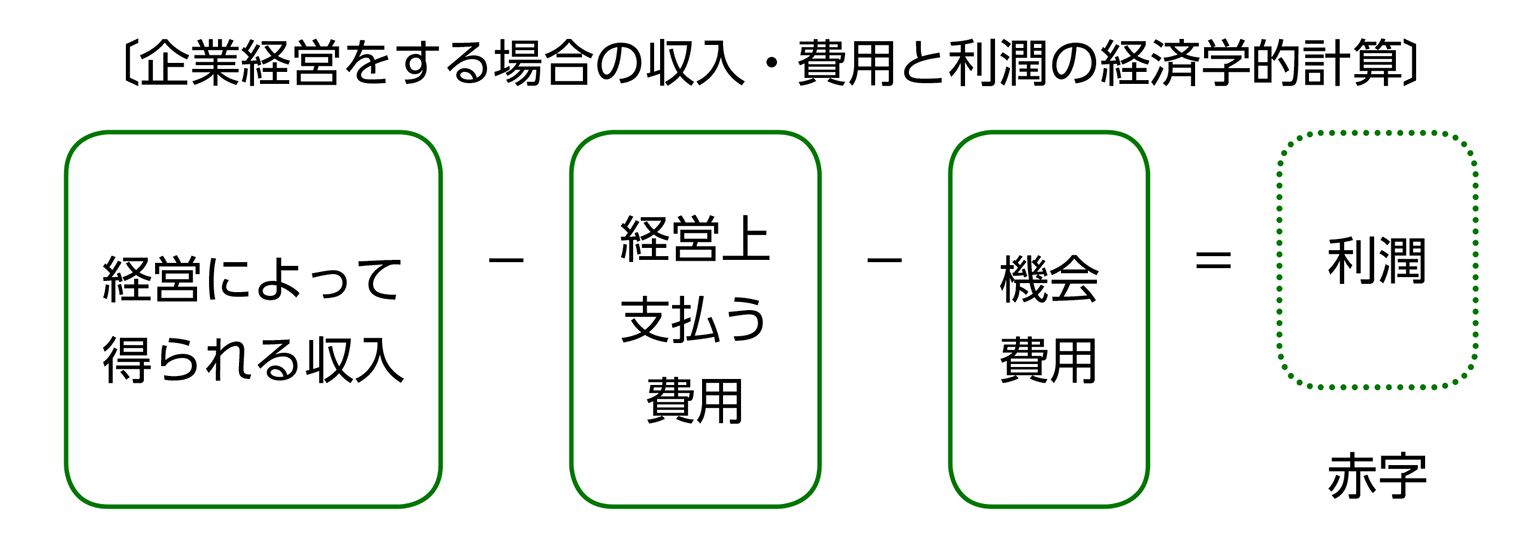 〔企業経営をする場合の収入・費用と利潤の経済学的計算〕
経営によって
得られる収入
－
経営上
支払う
費用
－
機会
費用
＝
利潤
赤字